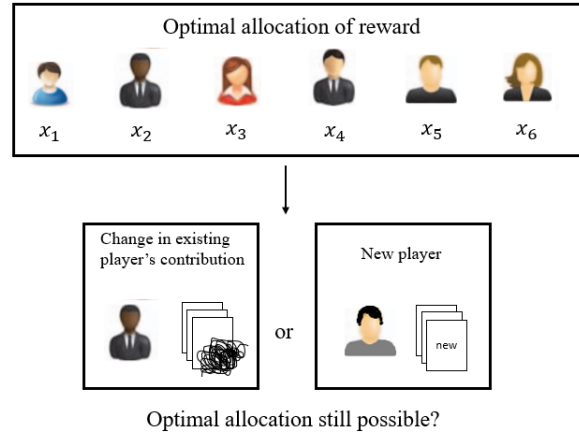 Optimal allocation of reward
x₁ x₂ x₃ x₄ x₅ x₆
Change in existing
player's contribution
New player
or
new
Optimal allocation still possible?